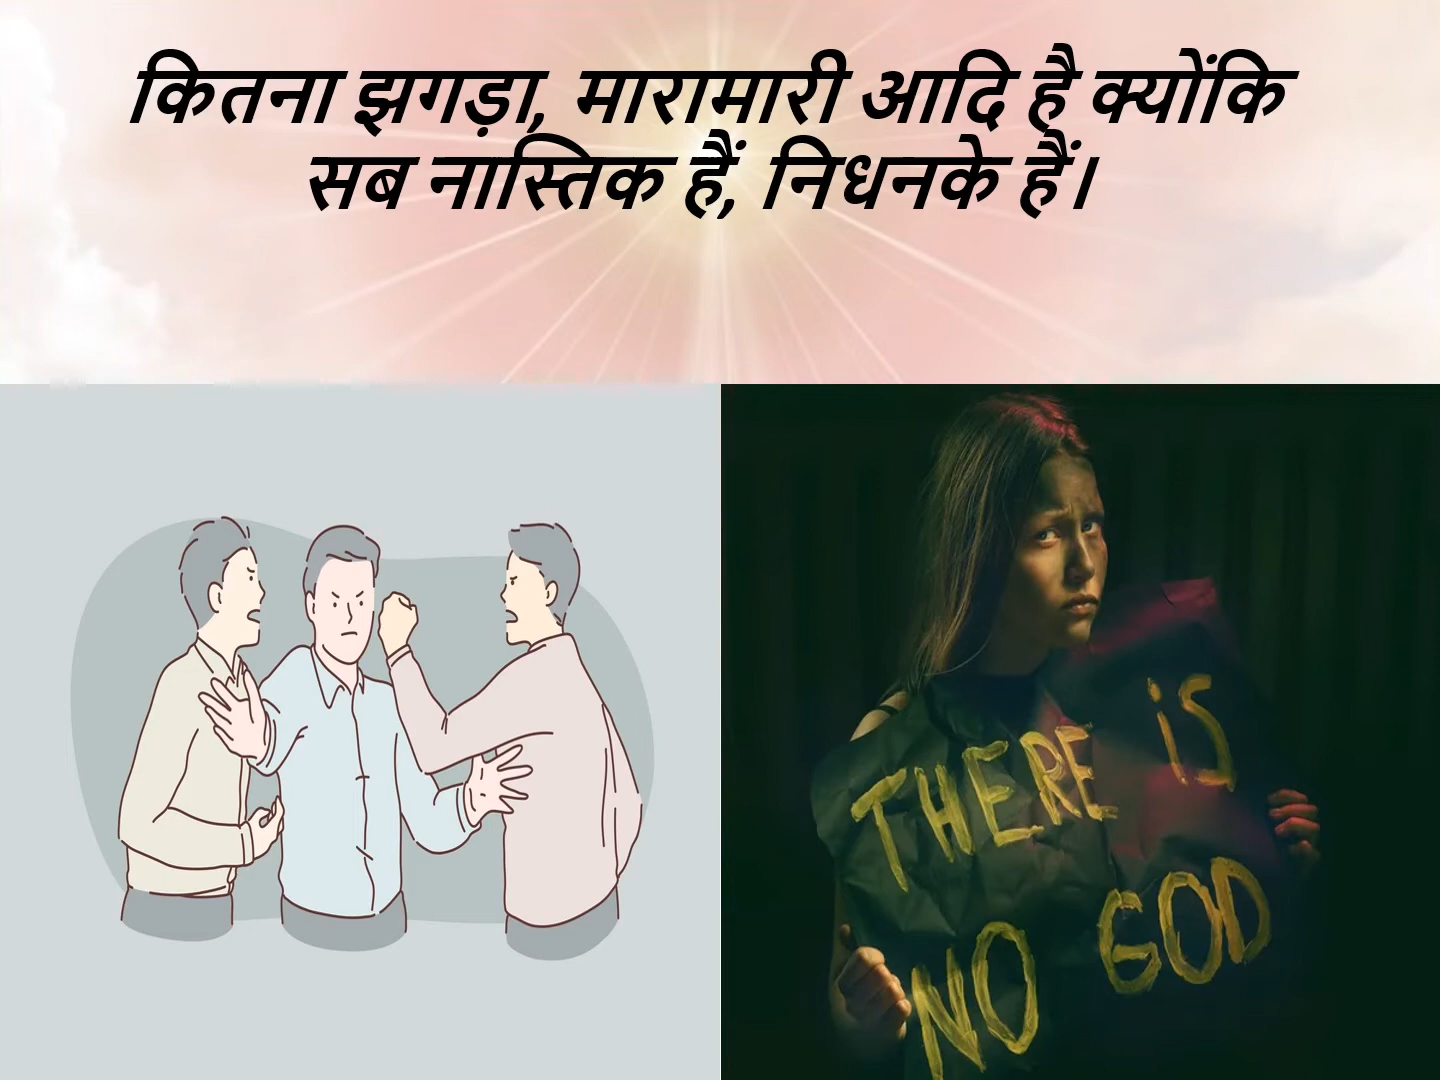 कितना झगड़ा, मारामारी आदि है क्योंकि
सब नास्तिक हैं, निधनके हैं।
THERE IS
NO GOD